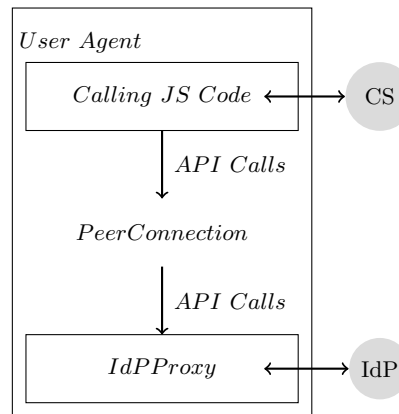 User Agent
Calling JS Code
CS
API Calls
PeerConnection
API Calls
IdPProxy
IdP